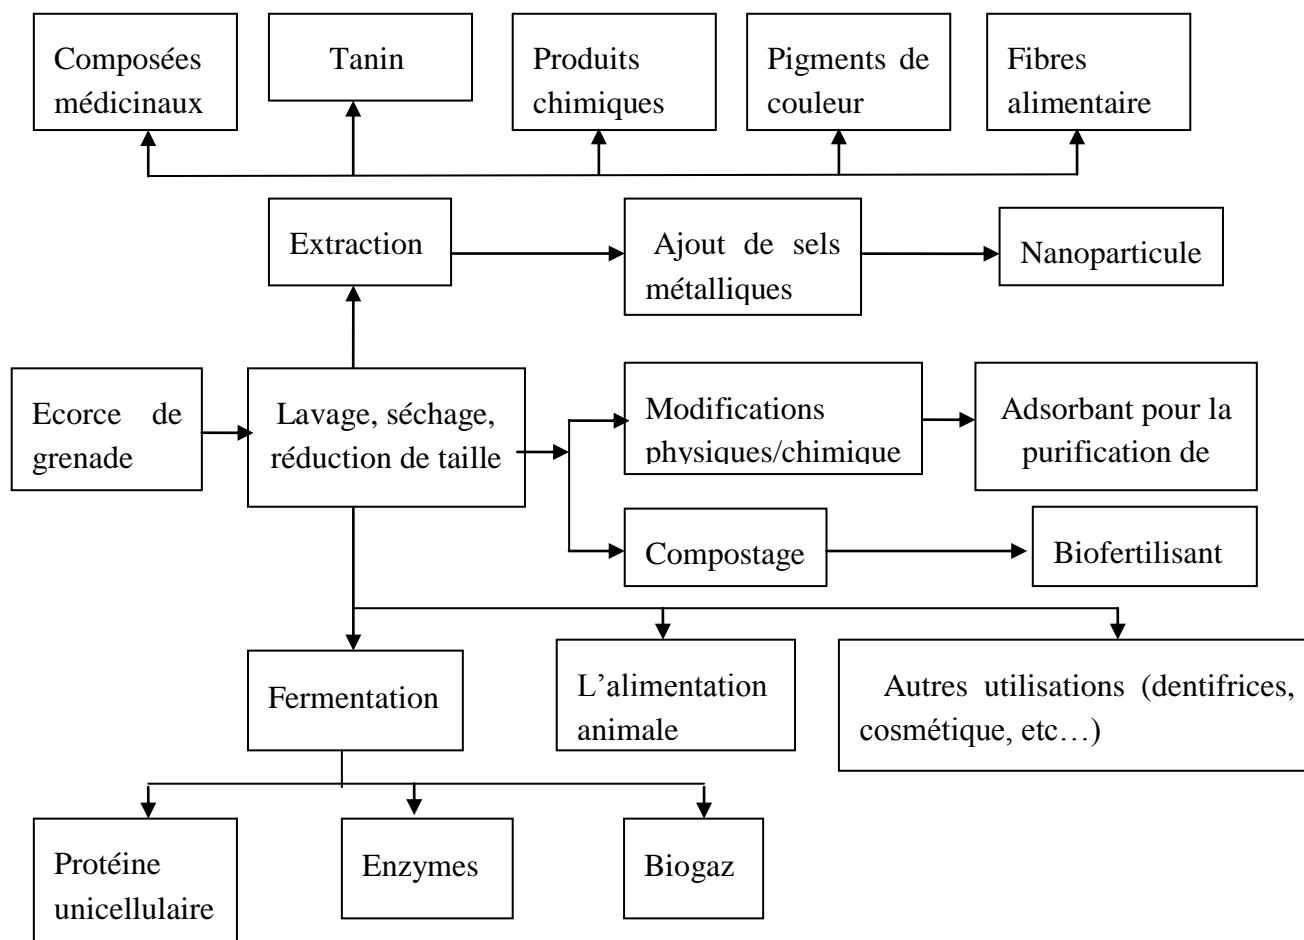 Composées
médicinaux
Tanin
Produits
chimiques
Pigments de
couleur
Fibres
alimentaire
Extraction
Ajout de sels
métalliques
Nanoparticule
Ecorce de
grenade
Lavage, séchage,
réduction de taille
Modifications
physiques/chimique
Adsorbant pour la
purification de
Compostage
Biofertilisant
Fermentation
L’alimentation
animale
Autres utilisations (dentifrices,
cosmétique, etc…)
Protéine
unicellulaire
Enzymes
Biogaz